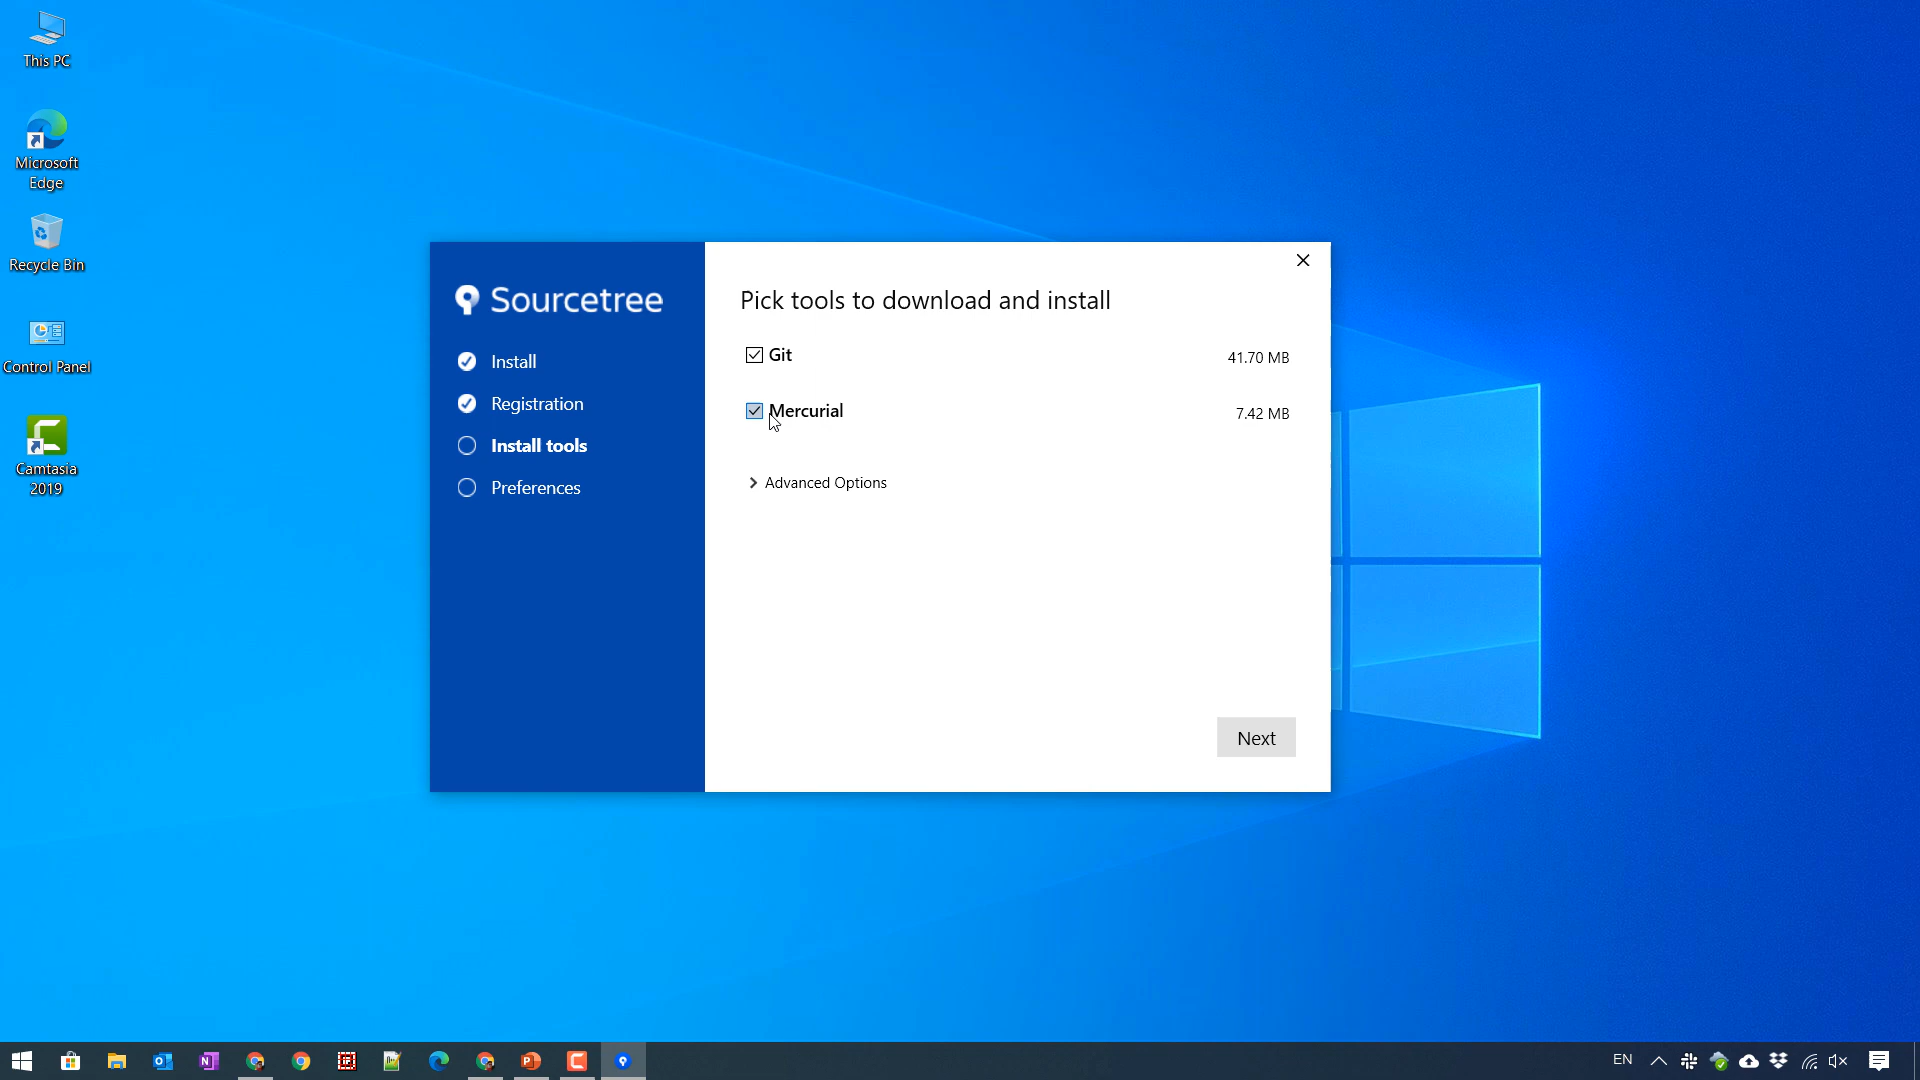 This PC
Microsoft
Edge
Recycle Bin
Control Panel
Camtasia
2019
Sourcetree
Install
Registration
Install tools
Preferences
Pick tools to download and install
Git
41.70 MB
Mercurial
7.42 MB
Advanced Options
Next
EN